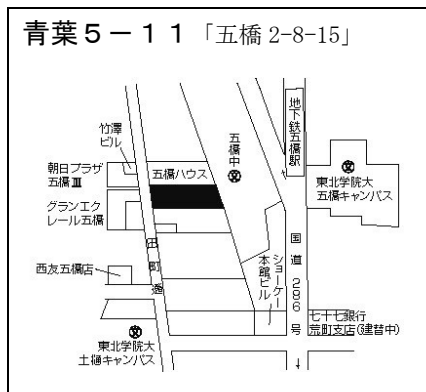 青葉5-11「五橋 2-8-15」
竹澤
ビル
朝日プラザ
五橋Ⅲ
五橋ハウス
五橋中
地下鉄五橋駅
東北学院大
五橋キャンパス
グランエク
レール五橋
田町通
西友五橋店
国道286号
ショーケー
本館ビル
七十七銀行
荒町支店(建替中)
東北学院大
土樋キャンパス